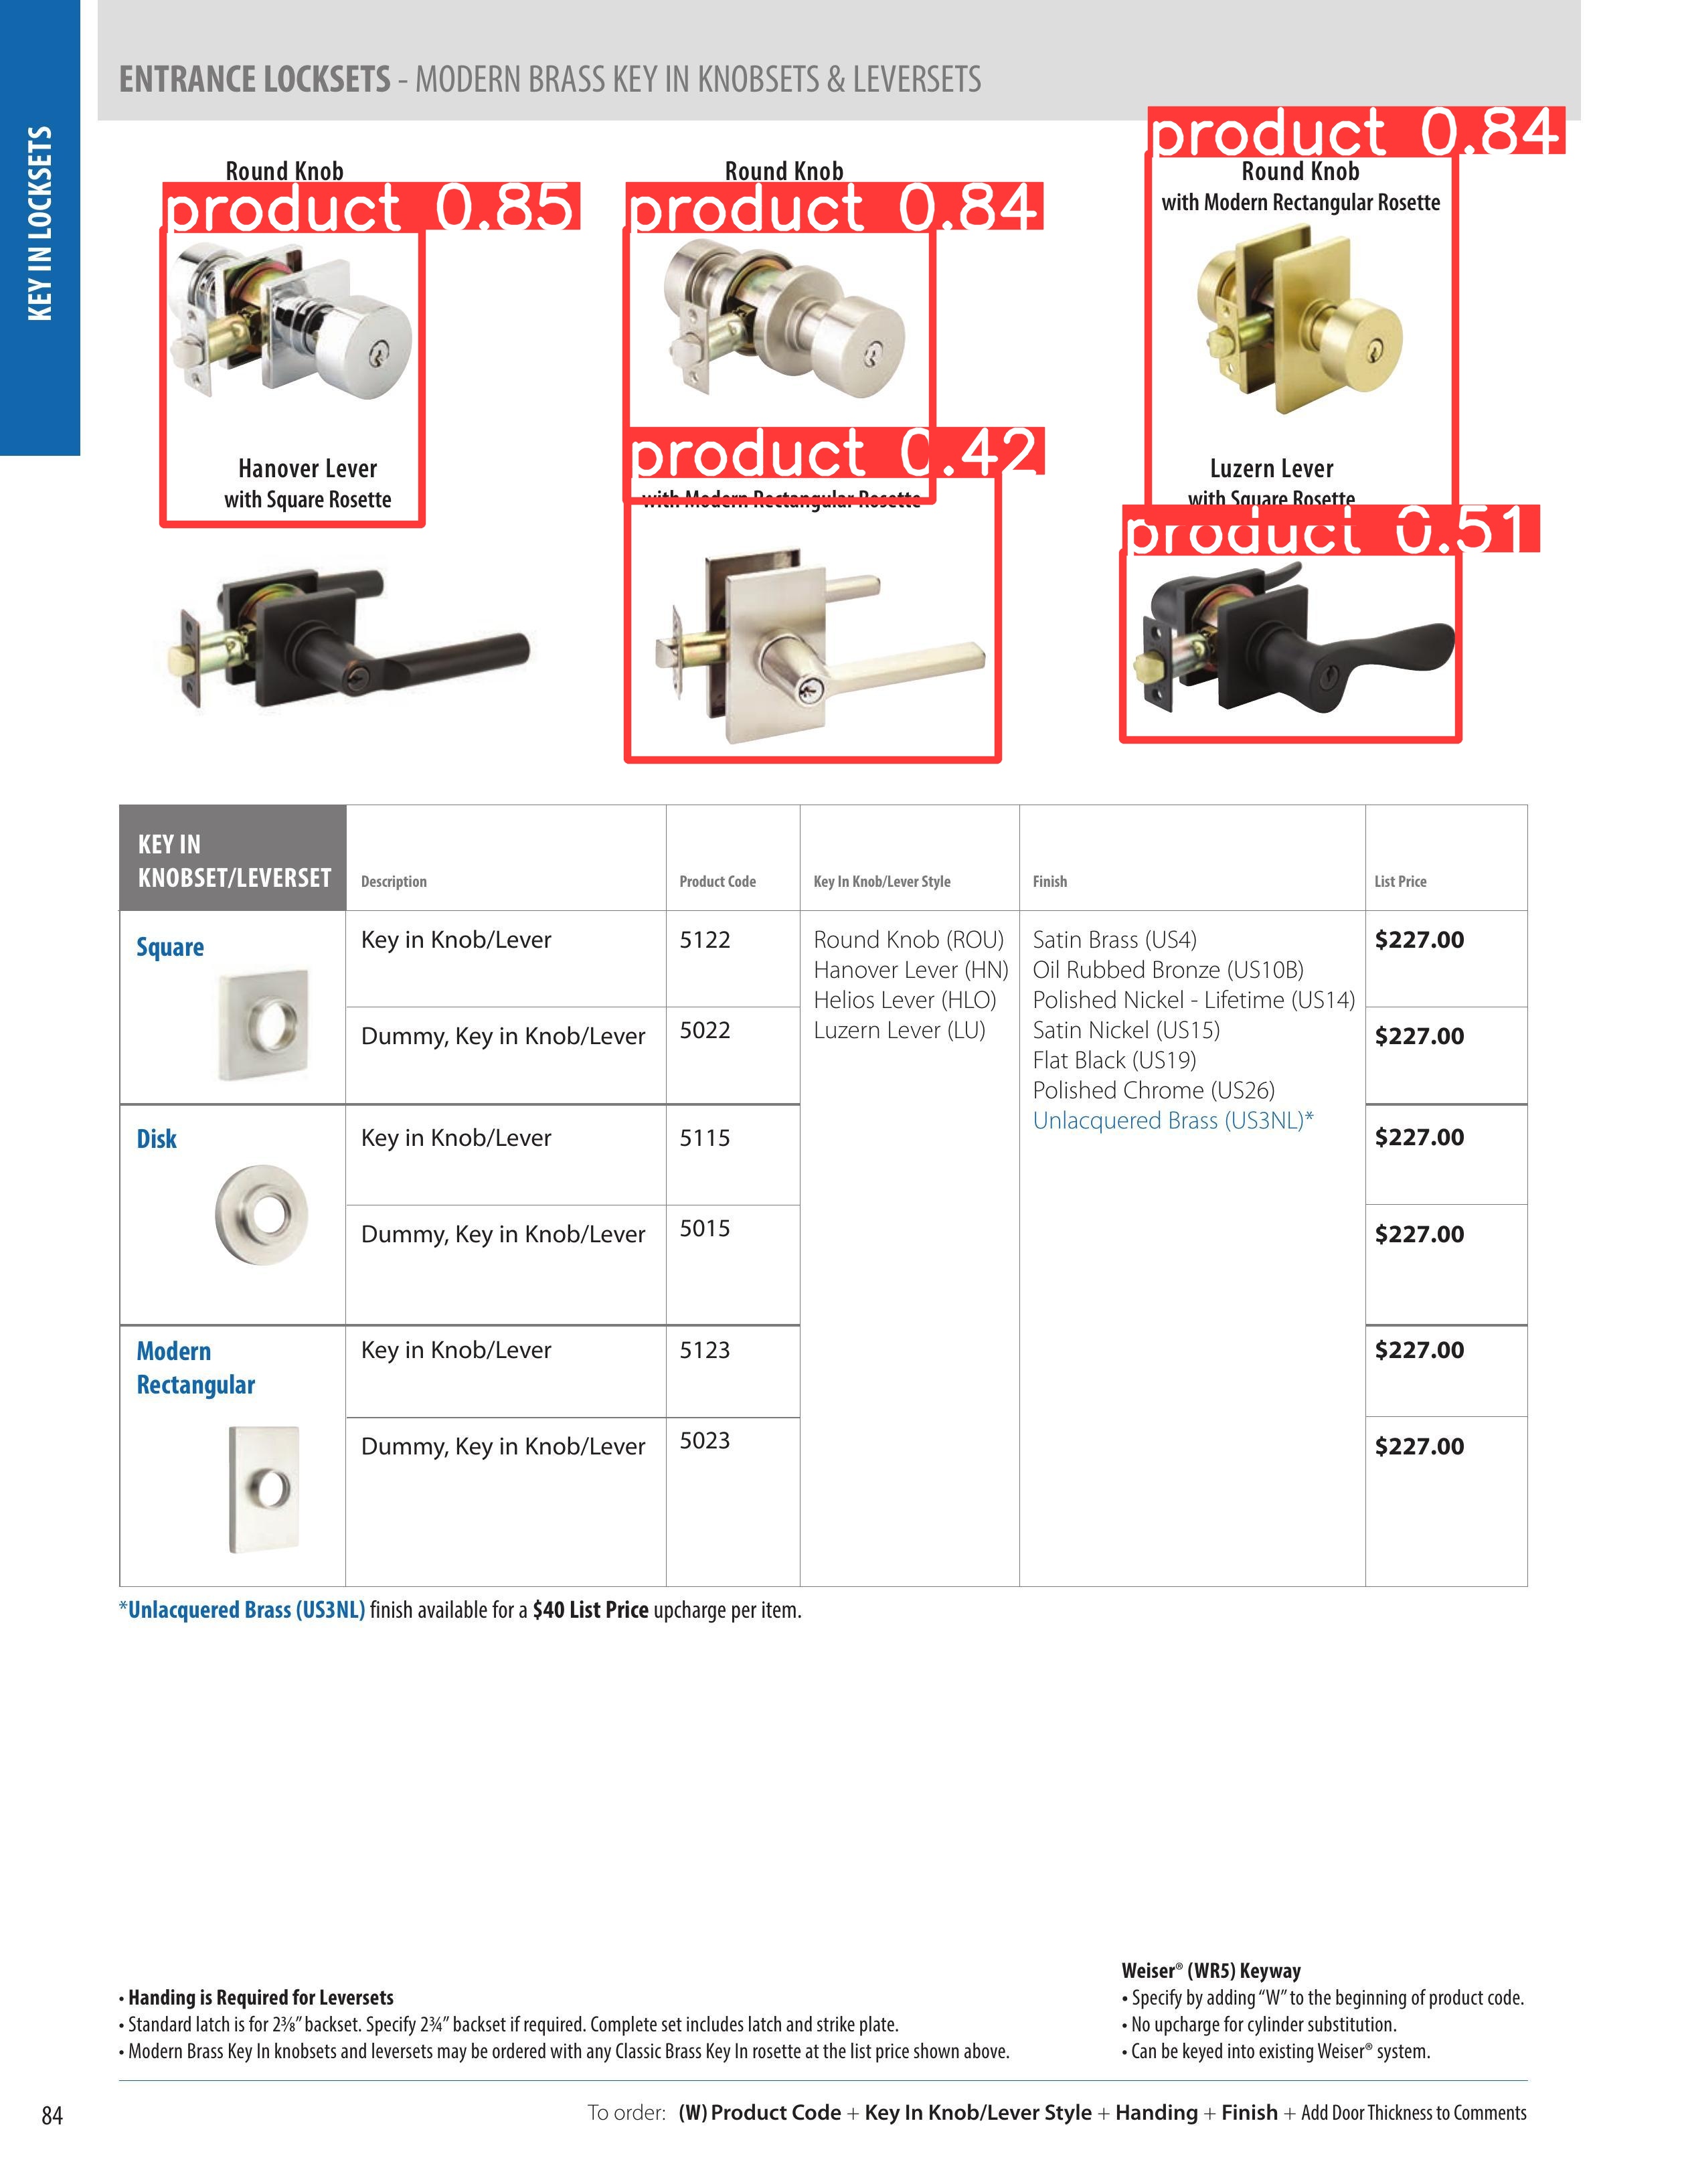 KEY IN LOCKSETS
ENTRANCE LOCKSETS - MODERN BRASS KEY IN KNOBSETS & LEVERSETS
Round Knob
product 0.85
Round Knob
product 0.84
product 0.84
Round Knob
with Modern Rectangular Rosette
Hanover Lever
with Square Rosette
product 0.42
with Modern Rectangular Rosette
Luzern Lever
with Square Rosette
product 0.51
KEY IN
KNOBSET/LEVERSET
Description
Product Code
Key In Knob/Lever Style
Finish
List Price
Square
Key in Knob/Lever
5122
Round Knob (ROU)
Hanover Lever (HN)
Helios Lever (HLO)
Luzern Lever (LU)
Satin Brass (US4)
Oil Rubbed Bronze (US10B)
Polished Nickel - Lifetime (US14)
Satin Nickel (US15)
Flat Black (US19)
Polished Chrome (US26)
Unlacquered Brass (US3NL)*
$227.00
Dummy, Key in Knob/Lever
5022
$227.00
Disk
Key in Knob/Lever
5115
$227.00
Dummy, Key in Knob/Lever
5015
$227.00
Modern
Rectangular
Key in Knob/Lever
5123
$227.00
Dummy, Key in Knob/Lever
5023
$227.00
*Unlacquered Brass (US3NL) finish available for a $40 List Price upcharge per item.
• Handing is Required for Leversets
• Standard latch is for 2⅜" backset. Specify 2¾" backset if required. Complete set includes latch and strike plate.
• Modern Brass Key In knobsets and leversets may be ordered with any Classic Brass Key In rosette at the list price shown above.
Weiser® (WR5) Keyway
• Specify by adding “W” to the beginning of product code.
• No upcharge for cylinder substitution.
• Can be keyed into existing Weiser® system.
84
To order: (W) Product Code + Key In Knob/Lever Style + Handing + Finish + Add Door Thickness to Comments